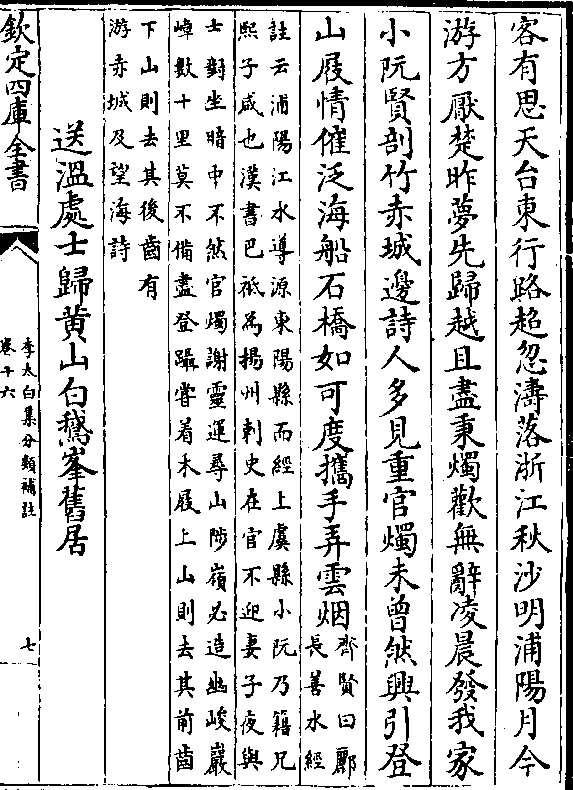 客有思天台東行路超忽濤落浙江秋沙明浦陽月今
游方厭楚昨夢先歸越且盡秉燭歡無辭凌晨發我家
小阮賢剖竹赤城邊詩人多見重官燭未曾然興引登
山屐情催泛海船石橋如可度攜手弄雲烟
齊賢曰酈
長善水經
註云浦陽江水導源東陽縣而經上虞縣小阮乃籍兄
熙子咸也漢書巴祗為揚州刺史在官不迎妻子夜與
士對坐暗中不然官燭謝靈運尋山陟嶺必造幽峻巖
嶂數十里莫不備盡登躡嘗着木屐上山則去其前齒
下山則去其後齒有
游赤城及望海詩
送溫處士歸黄山白鵝峯舊居
欽定四庫全書
李太白集分類補註
卷十六
七